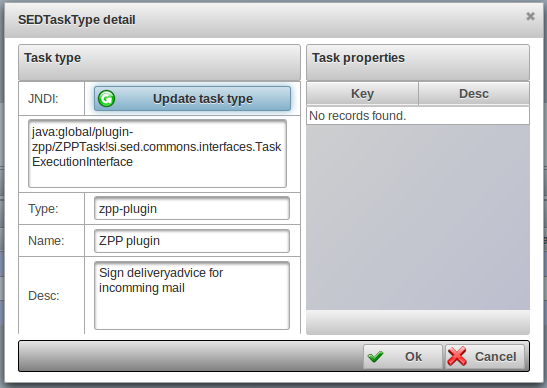 SEDTaskType detail
Task type
JNDI:
Update task type
java:global/plugin-
zpp/ZPPTask!si.sed.commons.interfaces.Task
ExecutionInterface
Type:
zpp-plugin
Name:
ZPP plugin
Desc:
Sign deliveryadvice for
incomming mail
Task properties
Key
Desc
No records found.
Ok
Cancel